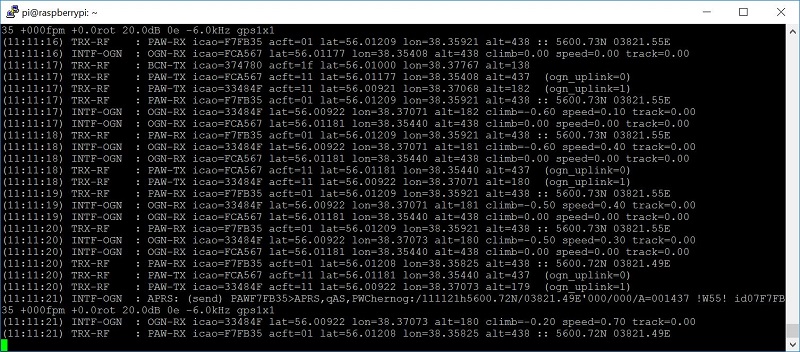 pi@raspberrypi: ~
35 +000fpm +0.0rot 20.0dB 0e -6.0kHz gps1x1
(11:11:16) TRX-RF   : PAW-RX icao=F7FB35 acft=01 lat=56.01209 lon=38.35921 alt=438 :: 5600.73N 03821.55E
(11:11:16) INTF-OGN  : OGN-RX icao=FCA567 lat=56.01177 lon=38.35408 alt=438 climb=0.00 speed=0.00 track=0.00
(11:11:17) TRX-RF   : BCN-TX icao=374780 acft=1f lat=56.01000 lon=38.37767 alt=138
(11:11:17) TRX-RF   : PAW-TX icao=FCA567 acft=11 lat=56.01177 lon=38.35408 alt=437  (ogn_uplink=0)
(11:11:17) TRX-RF   : PAW-TX icao=33484F acft=11 lat=56.00921 lon=38.37068 alt=182  (ogn_uplink=1)
(11:11:17) TRX-RF   : PAW-RX icao=F7FB35 acft=01 lat=56.01209 lon=38.35921 alt=438 :: 5600.73N 03821.55E
(11:11:17) INTF-OGN  : OGN-RX icao=33484F lat=56.00922 lon=38.37071 alt=182 climb=-0.60 speed=0.10 track=0.00
(11:11:17) INTF-OGN  : OGN-RX icao=FCA567 lat=56.01181 lon=38.35440 alt=438 climb=0.00 speed=0.00 track=0.00
(11:11:18) TRX-RF   : PAW-RX icao=F7FB35 acft=01 lat=56.01209 lon=38.35921 alt=438 :: 5600.73N 03821.55E
(11:11:18) INTF-OGN  : OGN-RX icao=33484F lat=56.00922 lon=38.37071 alt=181 climb=-0.60 speed=0.40 track=0.00
(11:11:18) INTF-OGN  : OGN-RX icao=FCA567 lat=56.01181 lon=38.35440 alt=438 climb=0.00 speed=0.00 track=0.00
(11:11:18) TRX-RF   : PAW-TX icao=FCA567 acft=11 lat=56.01181 lon=38.35440 alt=437  (ogn_uplink=0)
(11:11:18) TRX-RF   : PAW-TX icao=33484F acft=11 lat=56.00922 lon=38.37071 alt=180  (ogn_uplink=1)
(11:11:19) TRX-RF   : PAW-RX icao=F7FB35 acft=01 lat=56.01209 lon=38.35921 alt=438 :: 5600.73N 03821.55E
(11:11:19) INTF-OGN  : OGN-RX icao=33484F lat=56.00922 lon=38.37071 alt=181 climb=-0.50 speed=0.40 track=0.00
(11:11:19) INTF-OGN  : OGN-RX icao=FCA567 lat=56.01181 lon=38.35440 alt=438 climb=0.00 speed=0.00 track=0.00
(11:11:20) TRX-RF   : PAW-RX icao=F7FB35 acft=01 lat=56.01209 lon=38.35921 alt=438 :: 5600.73N 03821.55E
(11:11:20) INTF-OGN  : OGN-RX icao=33484F lat=56.00922 lon=38.37073 alt=180 climb=-0.50 speed=0.30 track=0.00
(11:11:20) INTF-OGN  : OGN-RX icao=FCA567 lat=56.01181 lon=38.35440 alt=438 climb=0.00 speed=0.00 track=0.00
(11:11:20) TRX-RF   : PAW-RX icao=F7FB35 acft=01 lat=56.01208 lon=38.35825 alt=438 :: 5600.72N 03821.49E
(11:11:21) TRX-RF   : PAW-TX icao=FCA567 acft=11 lat=56.01181 lon=38.35440 alt=437  (ogn_uplink=0)
(11:11:21) TRX-RF   : PAW-TX icao=33484F acft=11 lat=56.00922 lon=38.37073 alt=179  (ogn_uplink=1)
(11:11:21) INTF-OGN  : APRS: (send) PAWF7FB35>APRS,qAS,PWChernog:/111121h5600.72N/03821.49E'000/000/A=001437 !W55! id07F7FB
35 +000fpm +0.0rot 20.0dB 0e -6.0kHz gps1x1
(11:11:21) INTF-OGN  : OGN-RX icao=33484F lat=56.00922 lon=38.37073 alt=180 climb=-0.20 speed=0.70 track=0.00
(11:11:21) TRX-RF   : PAW-RX icao=F7FB35 acft=01 lat=56.01208 lon=38.35825 alt=438 :: 5600.72N 03821.49E